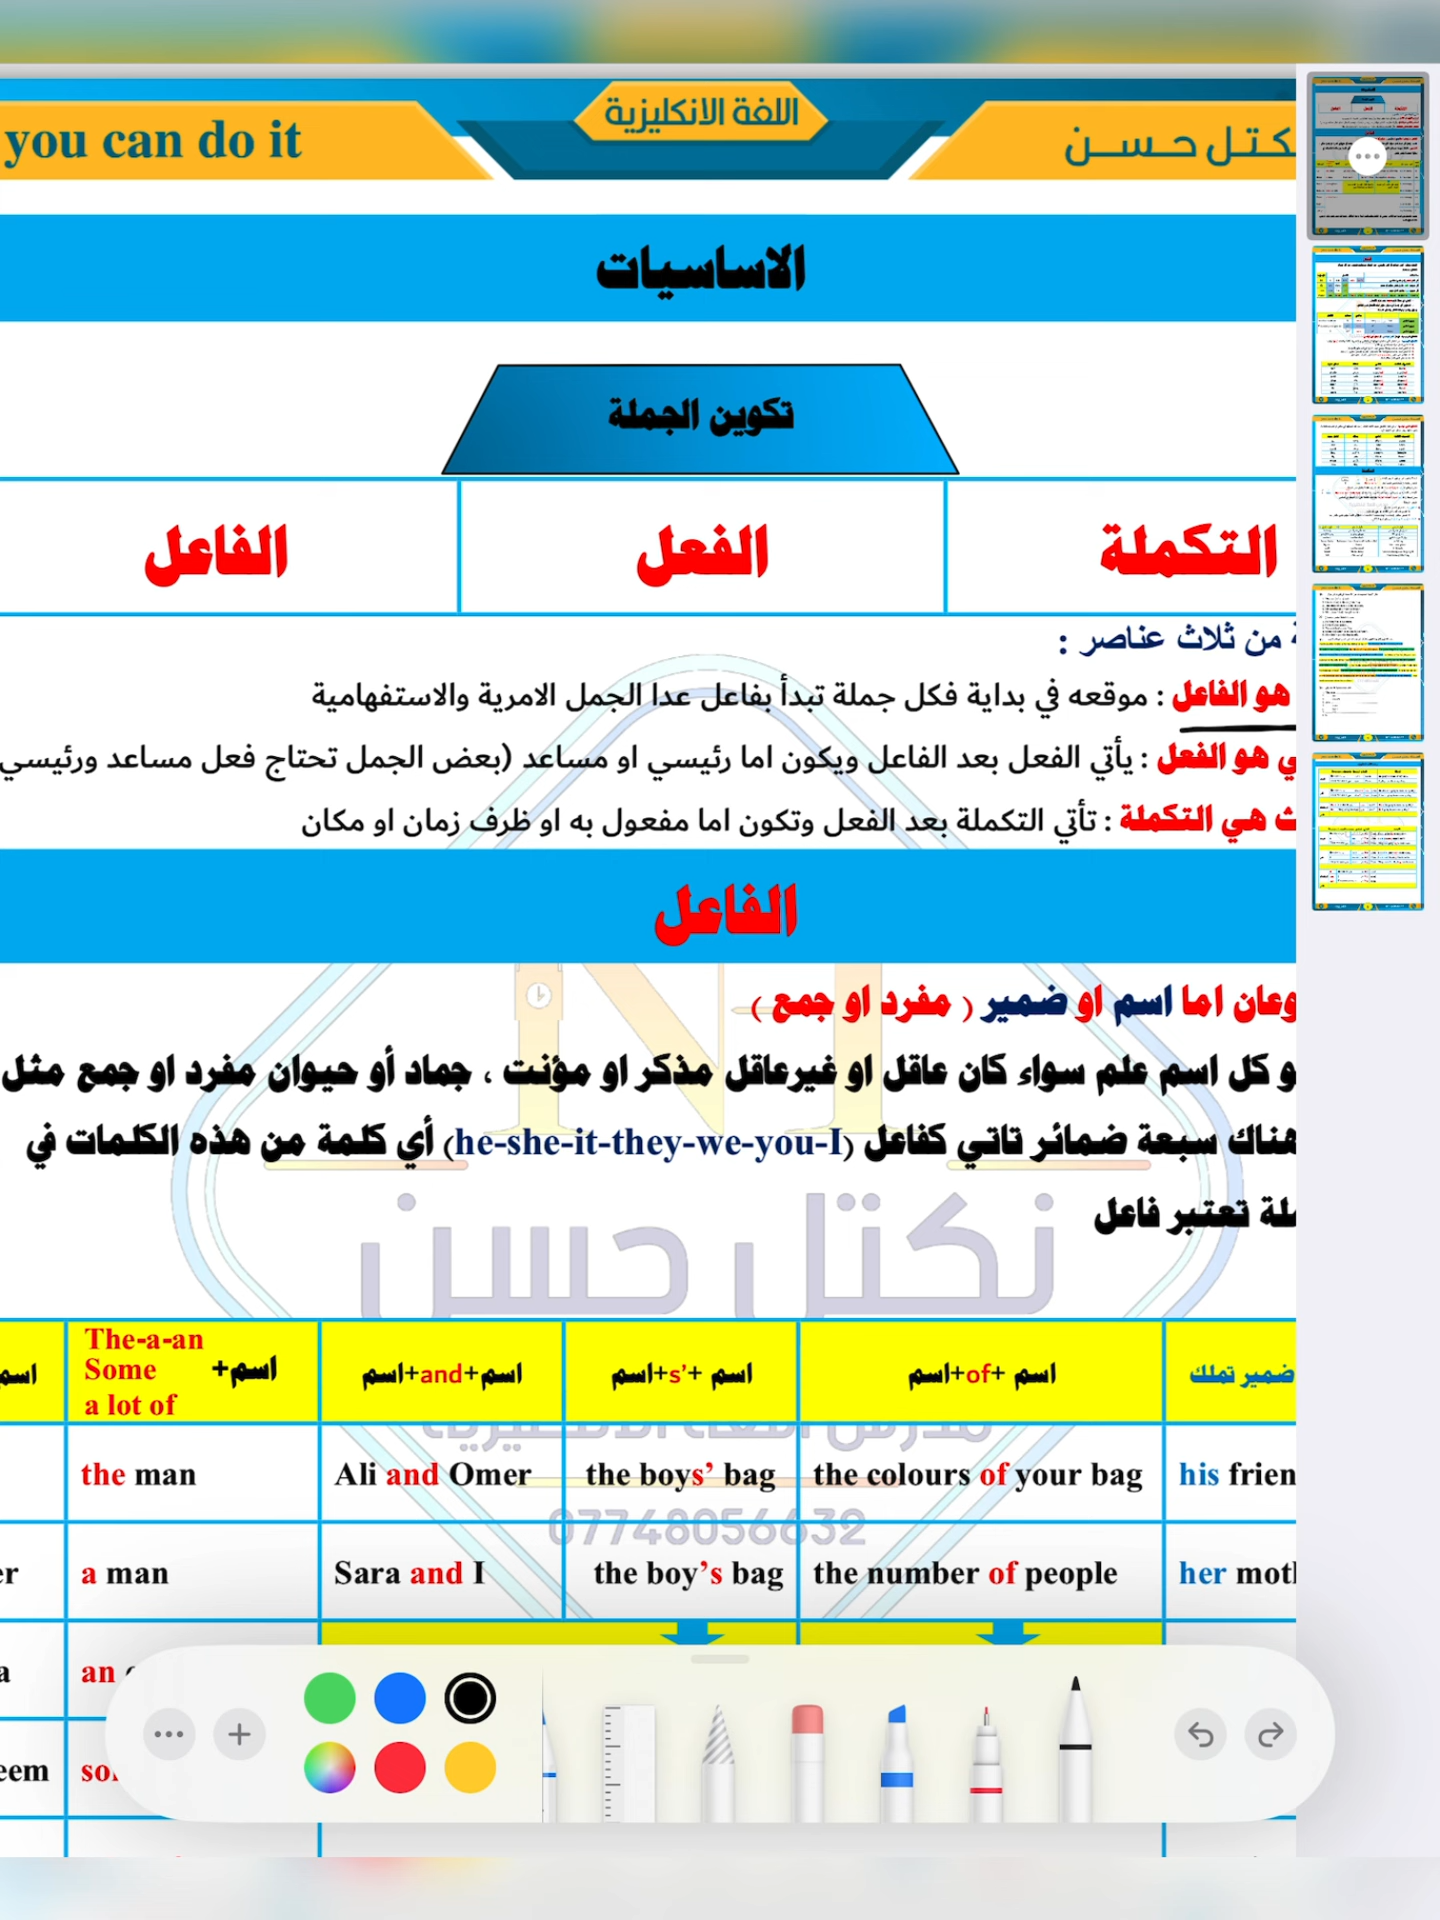 you can do it
اللغة الانكليزية
كتل حسن
الاساسيات
تكوين الجملة
الفاعل
الفعل
التكملة
من ثلاث عناصر :
هو الفاعل : موقعه في بداية فكل جملة تبدأ بفاعل عدا الجمل الامرية والاستفهامية
هو الفعل : يأتي الفعل بعد الفاعل ويكون اما رئيسي او مساعد (بعض الجمل تحتاج فعل مساعد ورئيسي
هي التكملة : تأتي التكملة بعد الفعل وتكون اما مفعول به او ظرف زمان او مكان
الفاعل
اما اسم او ضمير ( مفرد او جمع )
كل اسم علم سواء كان عاقل او غيرعاقل مذكر او مؤنت ، جماد أو حيوان مفرد او جمع مثل
هناك سبعة ضمائر تاتي كفاعل (he-she-it-they-we-you-I) أي كلمة من هذه الكلمات في
تعتبر فاعل
نكتل حسن
اسم
The-a-an
Some
a lot of
+اسم
اسم+and+اسم
اسم +s’+اسم
اسم +of+اسم
ضمير تملك
the man
Ali and Omer
the boys’ bag
the colours of your bag
his
07748056632
a man
Sara and I
the boy’s bag
the number of people
her
an